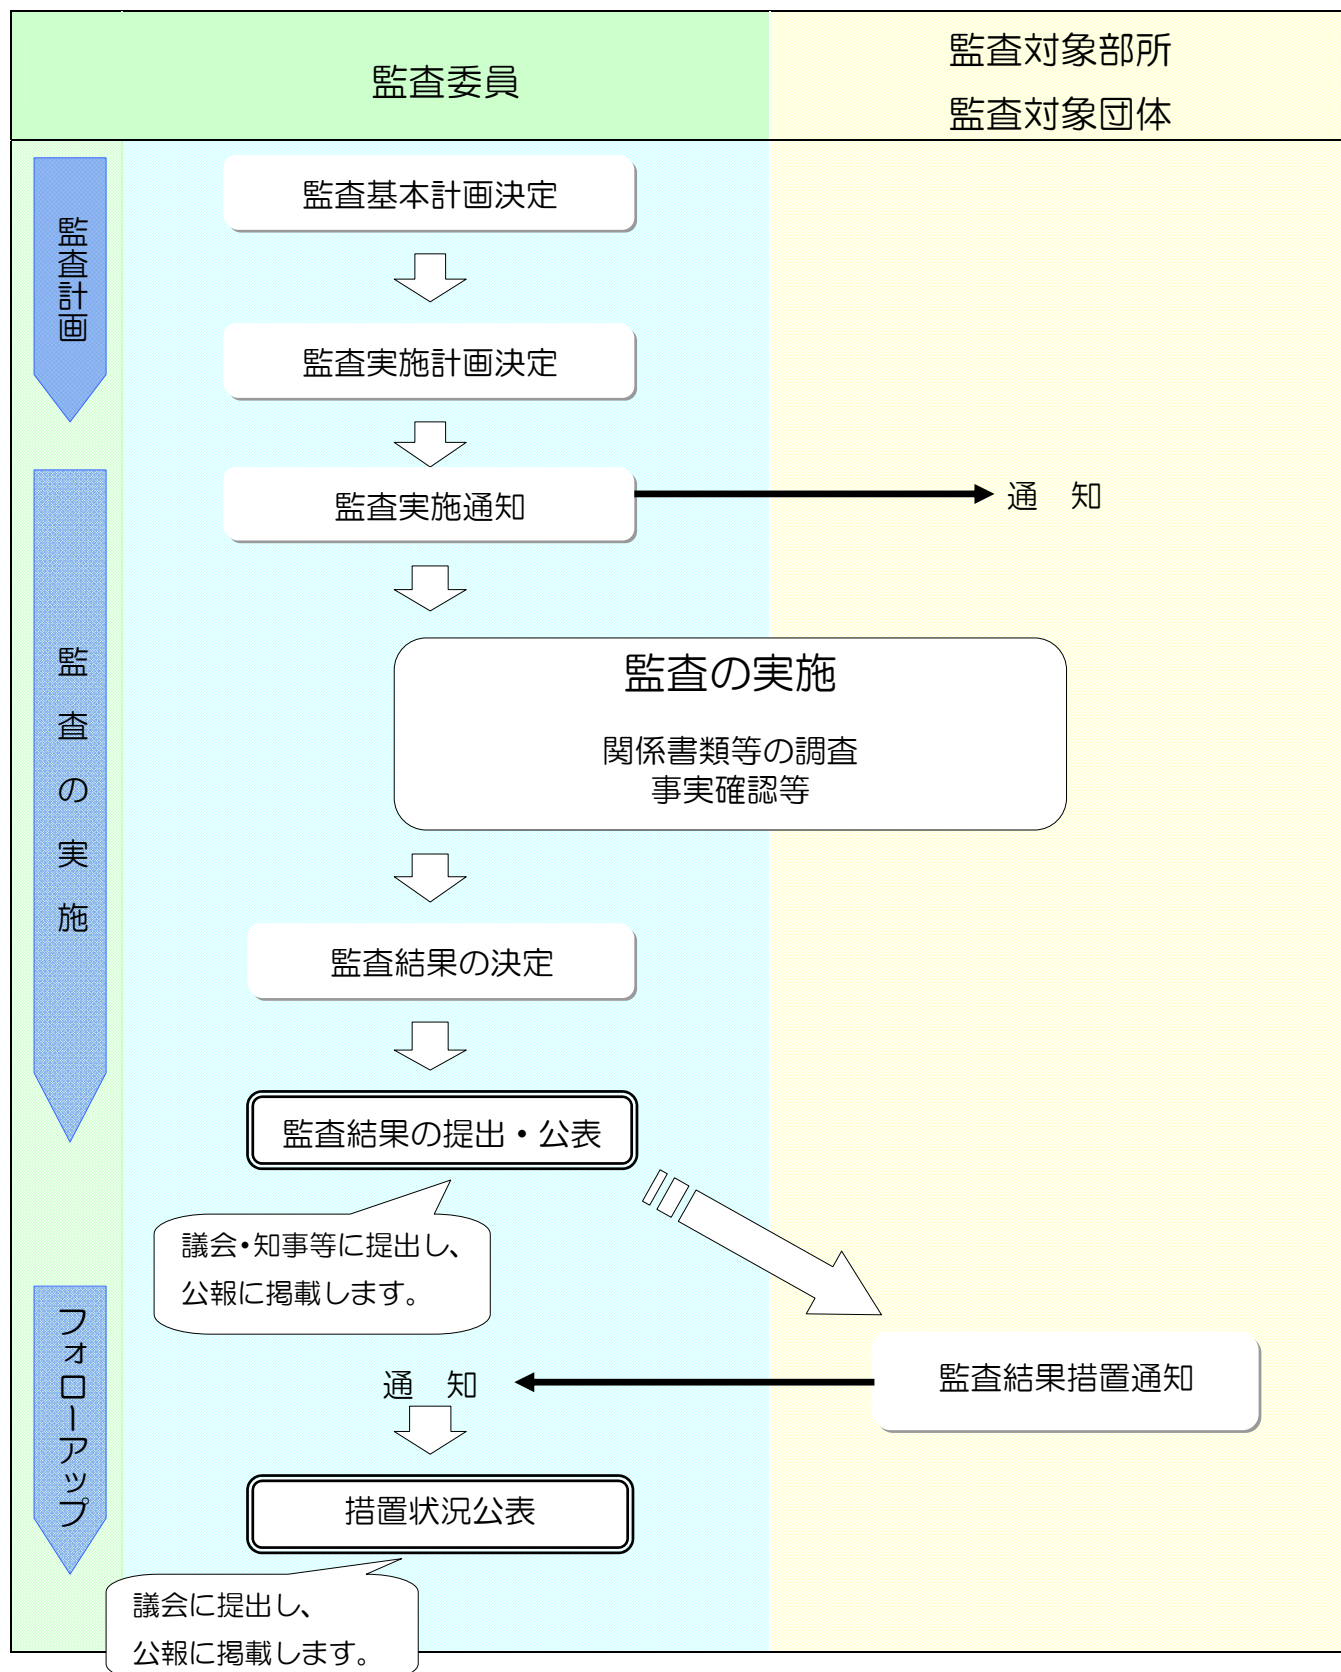 監査委員
監査対象部所
監査対象団体
監査計画
監査基本計画決定
監査実施計画決定
監査の実施
監査実施通知
通　知
監査の実施
関係書類等の調査
事実確認等
監査結果の決定
監査結果の提出・公表
議会・知事等に提出し、
公報に掲載します。
フォローアップ
監査結果措置通知
通　知
措置状況公表
議会に提出し、
公報に掲載します。